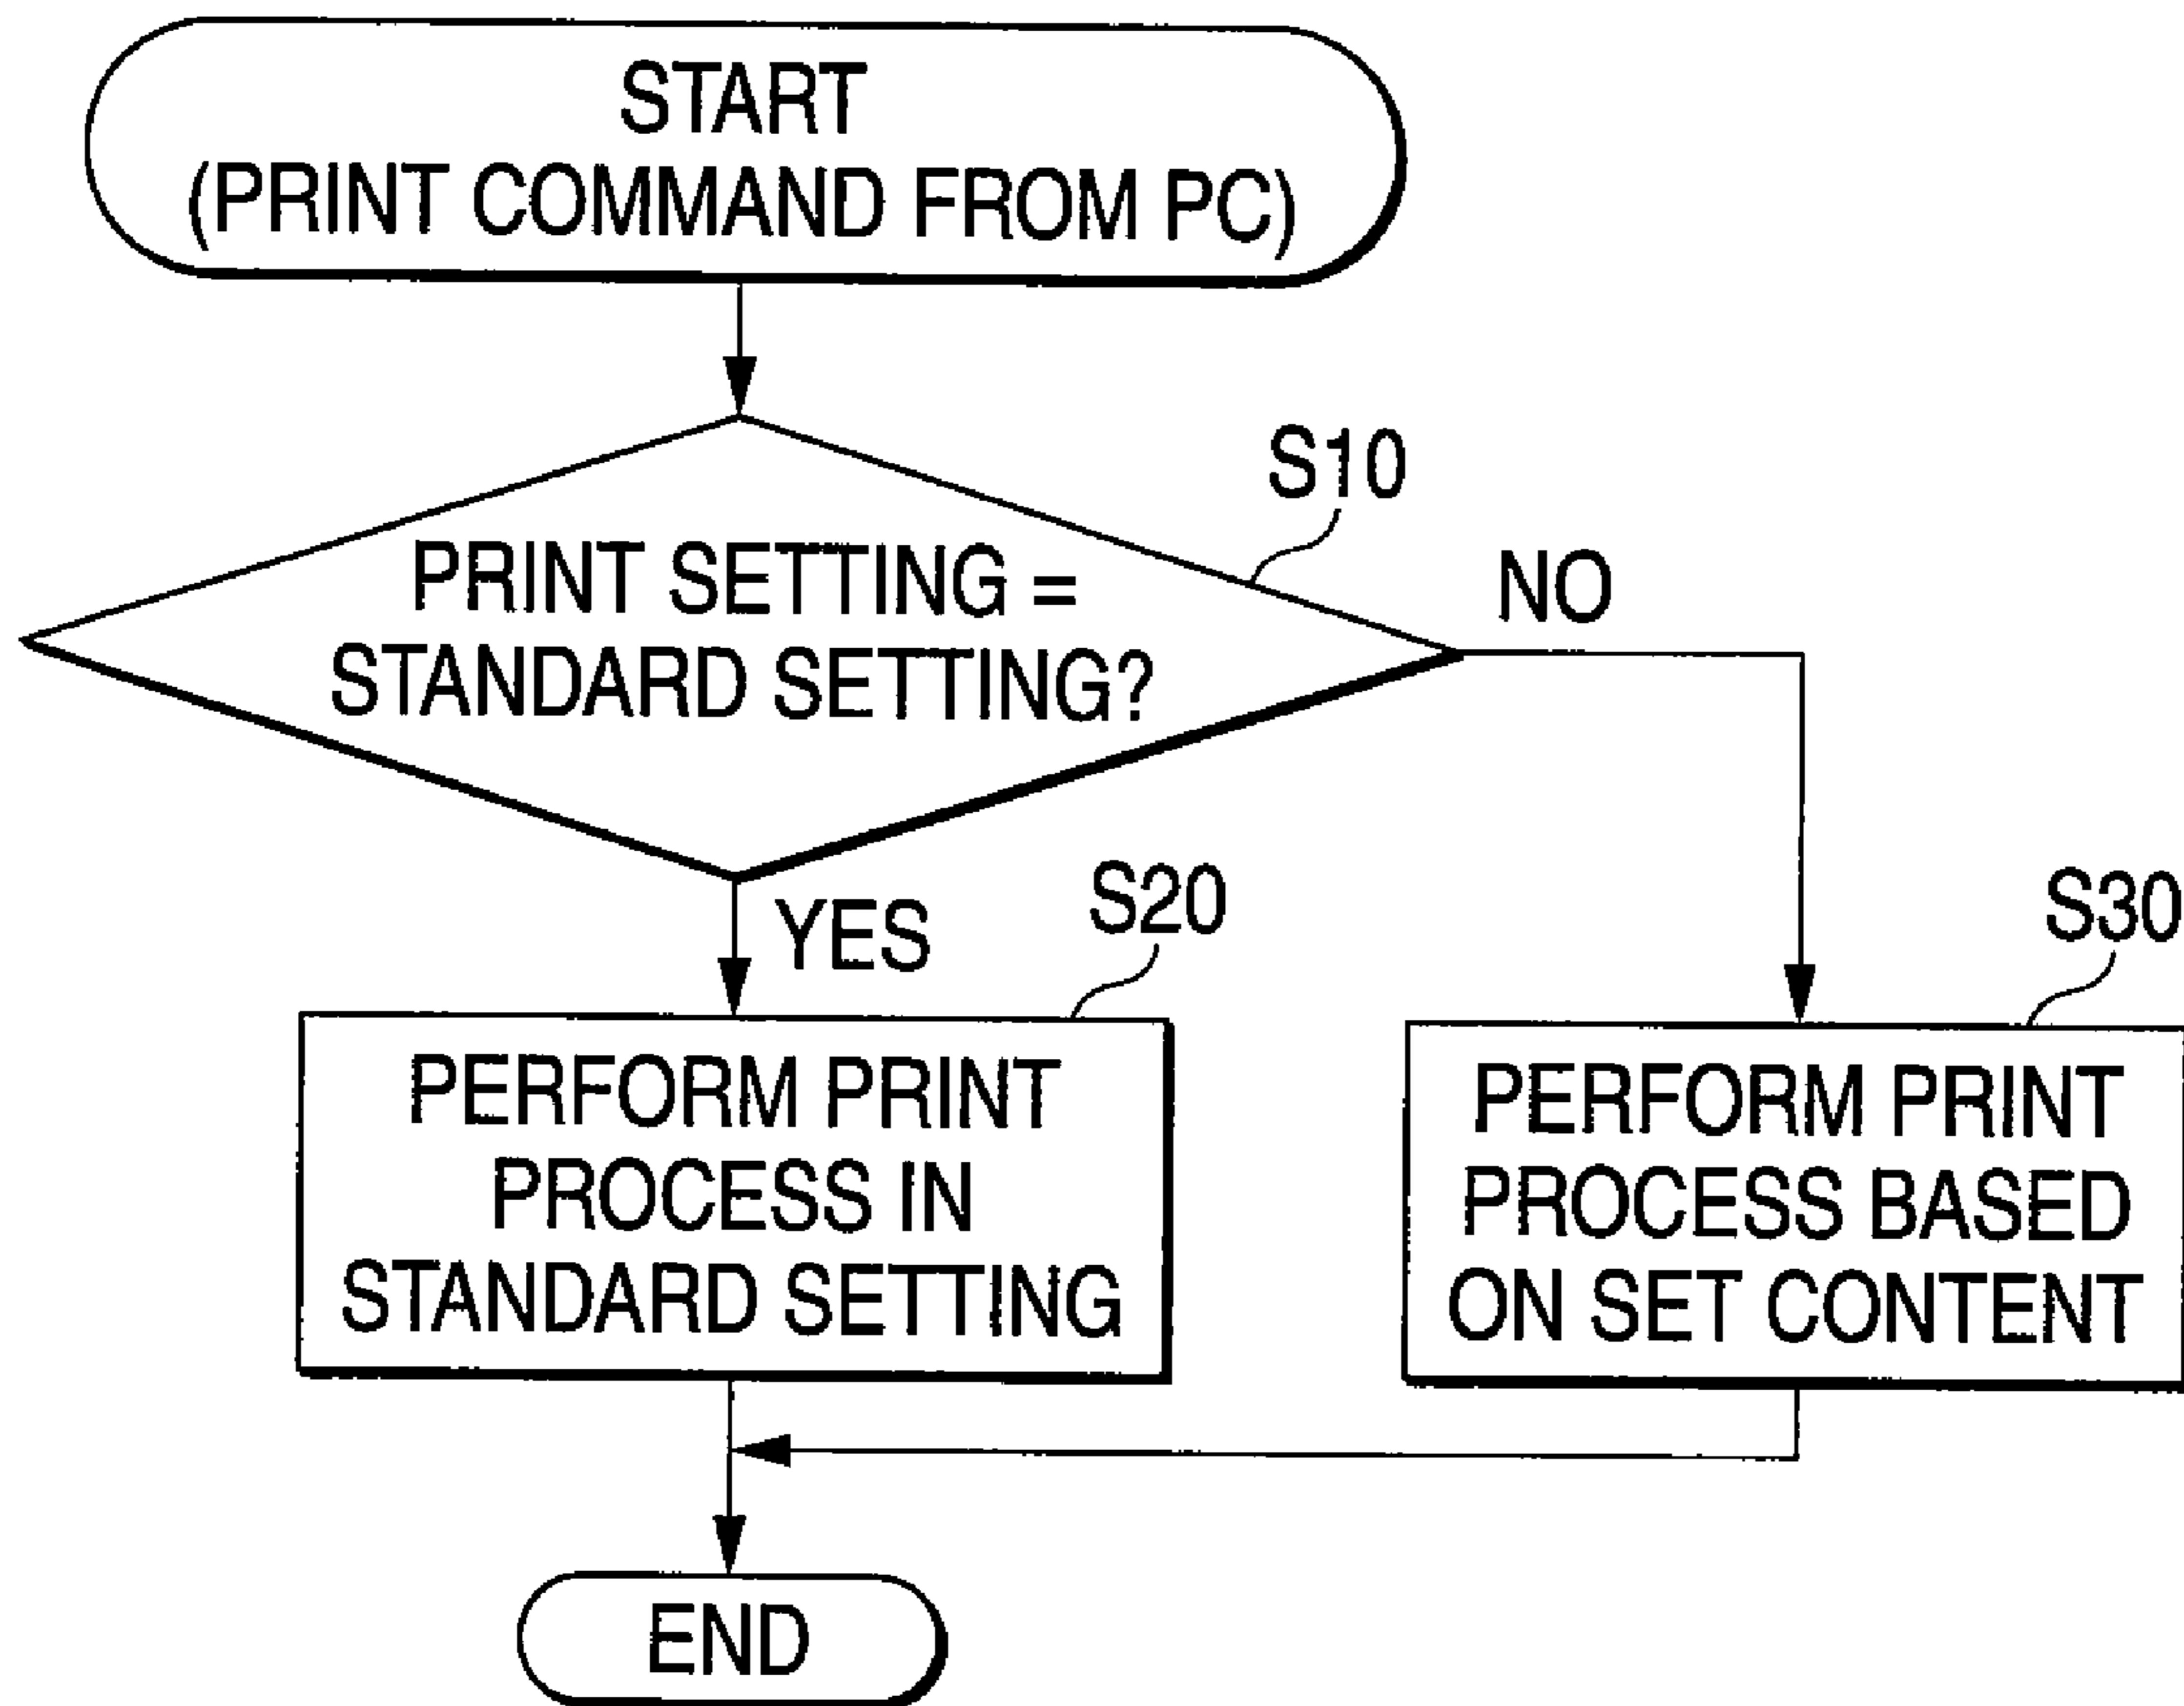 START
(PRINT COMMAND FROM PC)
S10
PRINT SETTING =
STANDARD SETTING?
NO
YES
S20
PERFORM PRINT
PROCESS IN
STANDARD SETTING
S30
PERFORM PRINT
PROCESS BASED
ON SET CONTENT
END